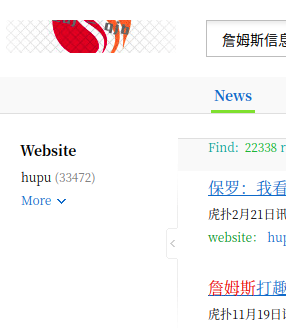 詹姆斯信息
News
Website
Find: 22338 r
hupu (33472)
保罗：我看
More
虎扑2月21日讯
website: hup
詹姆斯打趣
虎扑11月19日讯